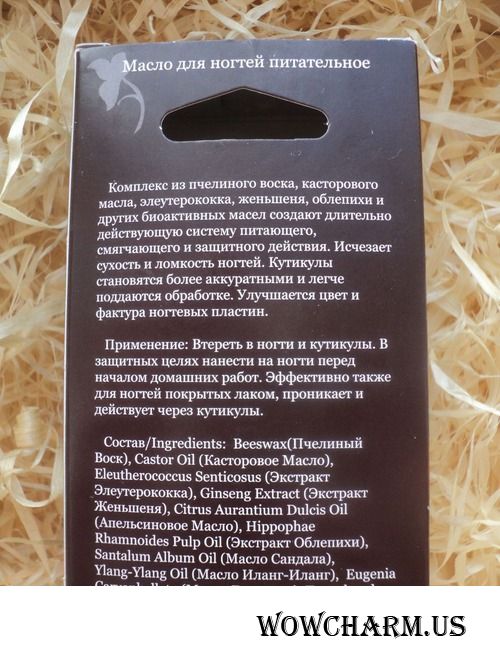 Масло для ногтей питательное
Комплекс из пчелиного воска, касторового
масла, элеутерококка, женьшеня, облепихи и
других биоактивных масел создают длительно
действующую систему питающего,
смягчающего и защитного действия. Исчезает
сухость и ломкость ногтей. Кутикулы
становятся более аккуратными и легче
поддаются обработке. Улучшается цвет и
фактура ногтевых пластин.
Применение: Втереть в ногти и кутикулы. В
защитных целях нанести на ногти перед
началом домашних работ. Эффективно также
для ногтей покрытых лаком, проникает и
действует через кутикулы.
Состав/Ingredients: Beeswax(Пчелиный
Воск), Castor Oil (Касторовое Масло),
Eleutherococcus Senticosus (Экстракт
Элеутерококка), Ginseng Extract (Экстракт
Женьшеня), Citrus Aurantium Dulcis Oil
(Апельсиновое Масло), Hippophae
Rhamnoides Pulp Oil (Экстракт Облепихи),
Santalum Album Oil (Масло Сандала),
Ylang-Ylang Oil (Масло Иланг-Иланг), Eugenia
WOWCHARM.US